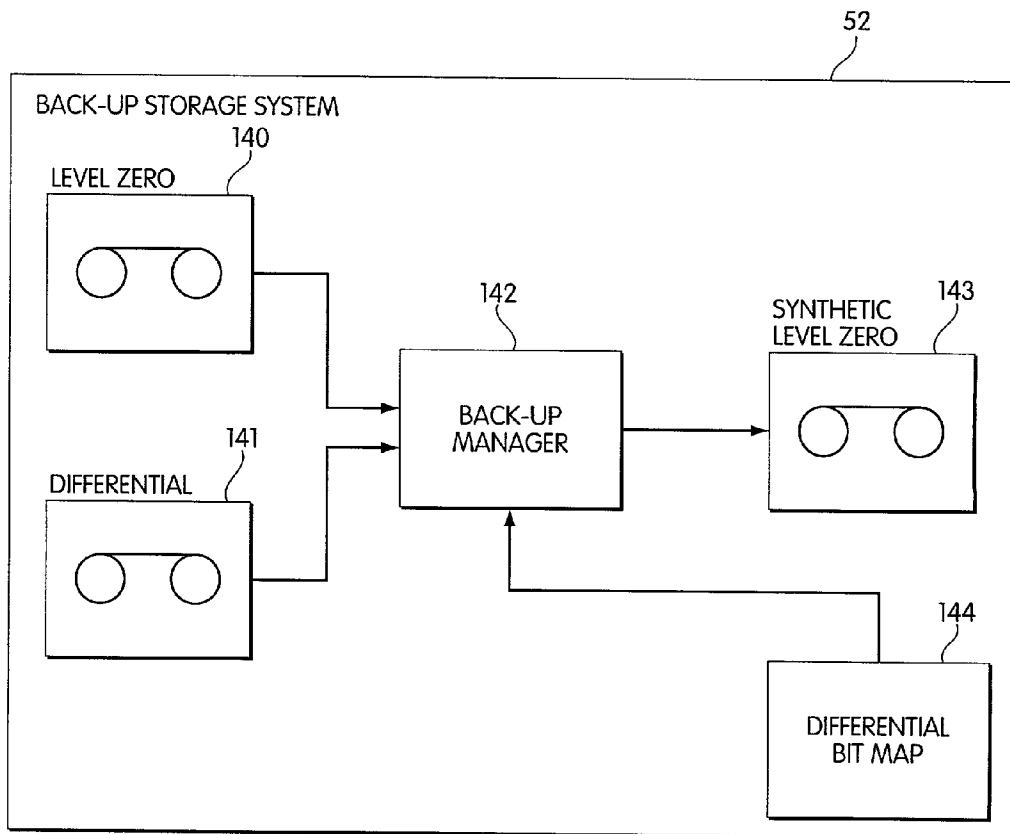 52
BACK-UP STORAGE SYSTEM
140
LEVEL ZERO
142
143
SYNTHETIC
LEVEL ZERO
BACK-UP
MANAGER
141
DIFFERENTIAL
144
DIFFERENTIAL
BIT MAP